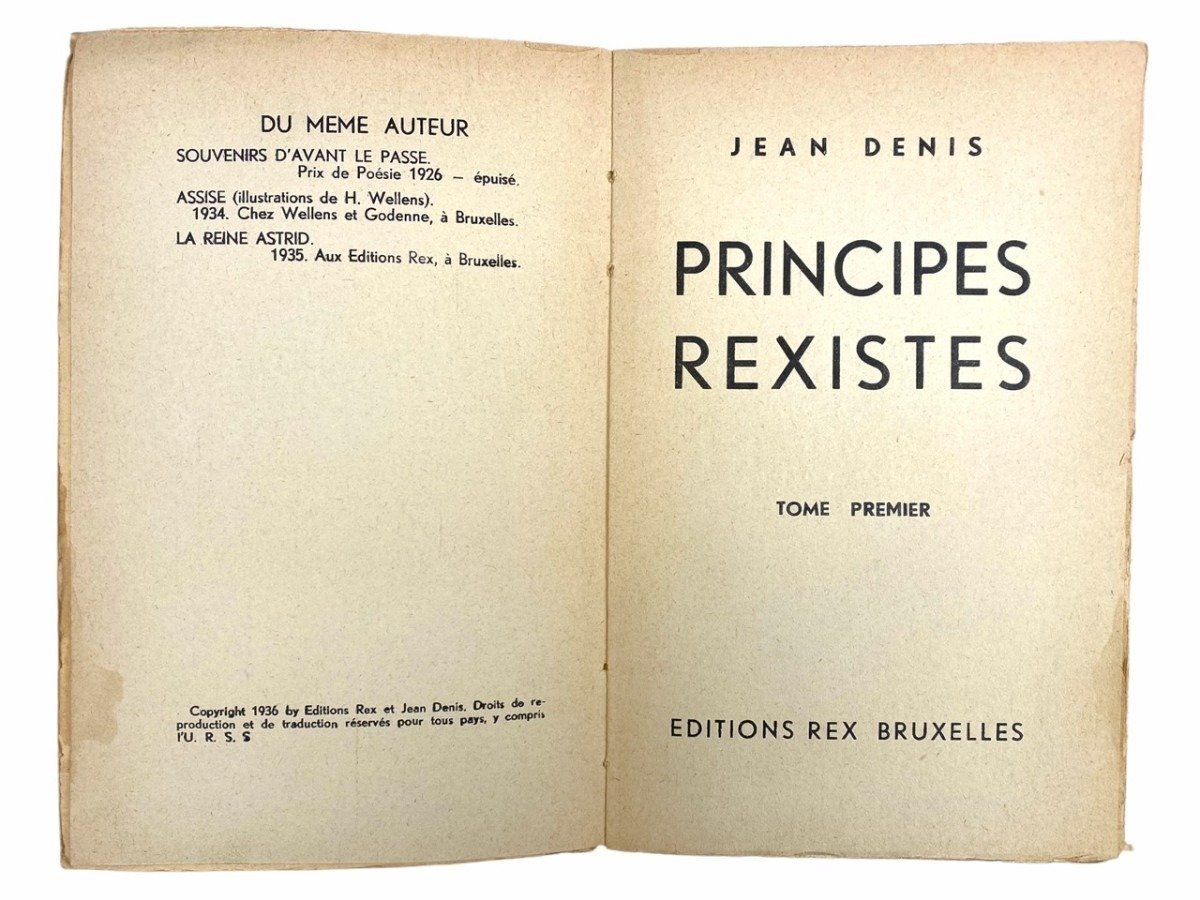 DU MEME AUTEUR
SOUVENIRS D'AVANT LE PASSE.
Prix de Poésie 1926 — épuisé.
ASSISE (illustrations de H. Wellens).
1934. Chez Wellens et Godenne, à Bruxelles.
LA REINE ASTRID.
1935. Aux Editions Rex, à Bruxelles.
Copyright 1936 by Editions Rex et Jean Denis. Droits de re-
production et de traduction réservés pour tous pays, y compris
l'U. R. S. S
JEAN DENIS
PRINCIPES
REXISTES
TOME PREMIER
EDITIONS REX BRUXELLES